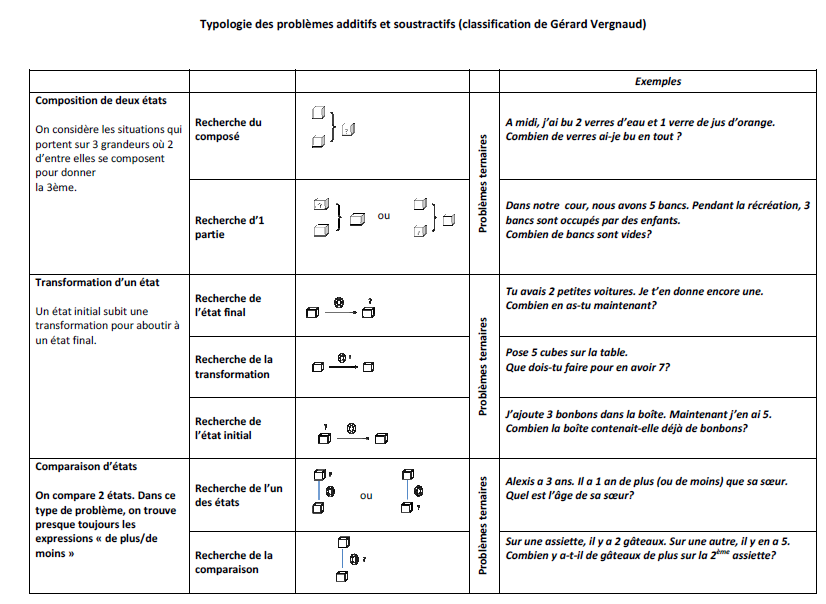 Typologie des problèmes additifs et soustractifs (classification de Gérard Vergnaud)
Exemples
Composition de deux états
On considère les situations qui
portent sur 3 grandeurs où 2
d'entre elles se composent
pour donner
la 3ème.
Recherche du
composé
?
Problèmes ternaires
A midi, j'ai bu 2 verres d'eau et 1 verre de jus d'orange.
Combien de verres ai-je bu en tout ?
Recherche d'1
partie
?
ou
?
Dans notre cour, nous avons 5 bancs. Pendant la récréation, 3
bancs sont occupés par des enfants.
Combien de bancs sont vides?
Transformation d'un état
Un état initial subit une
transformation pour aboutir à
un état final.
Recherche de
l'état final
?
Problèmes ternaires
Tu avais 2 petites voitures. Je t'en donne encore une.
Combien en as-tu maintenant?
Recherche de la
transformation
?
Pose 5 cubes sur la table.
Que dois-tu faire pour en avoir 7?
Recherche de
l'état initial
?
J'ajoute 3 bonbons dans la boîte. Maintenant j'en ai 5.
Combien la boîte contenait-elle déjà de bonbons?
Comparaison d'états
On compare 2 états. Dans ce
type de problème, on trouve
presque toujours les
expressions « de plus/de
moins »
Recherche de l'un
des états
?
ou
?
Problèmes ternaires
Alexis a 3 ans. Il a 1 an de plus (ou de moins) que sa sœur.
Quel est l'âge de sa sœur?
Recherche de la
comparaison
?
Sur une assiette, il y a 2 gâteaux. Sur une autre, il y en a 5.
Combien y a-t-il de gâteaux de plus sur la 2ème assiette?